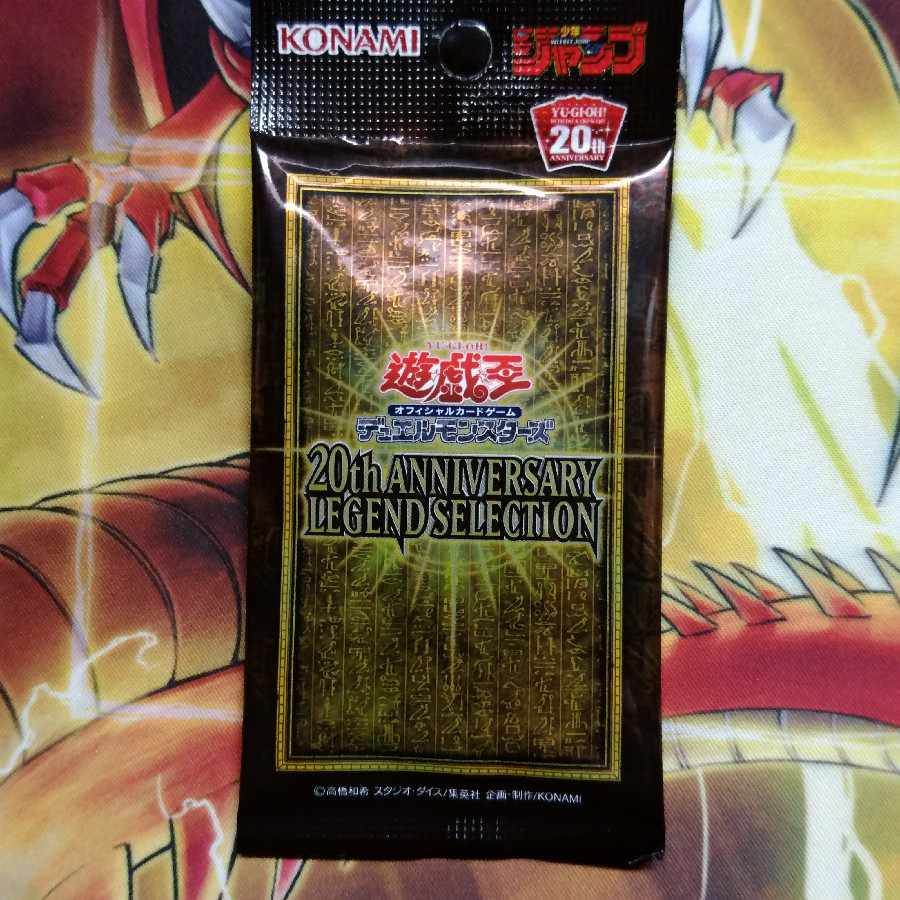 KONAMI
少年
WEEKLY JUMP
ジャンプ
YU-GI-OH!
20th
ANNIVERSARY
YU-GI-OH!
遊戯王
オフィシャルカードゲーム
デュエルモンスターズ
20th ANNIVERSARY
LEGEND SELECTION
©高橋和希 スタジオ・ダイス/集英社 企画・制作/KONAMI